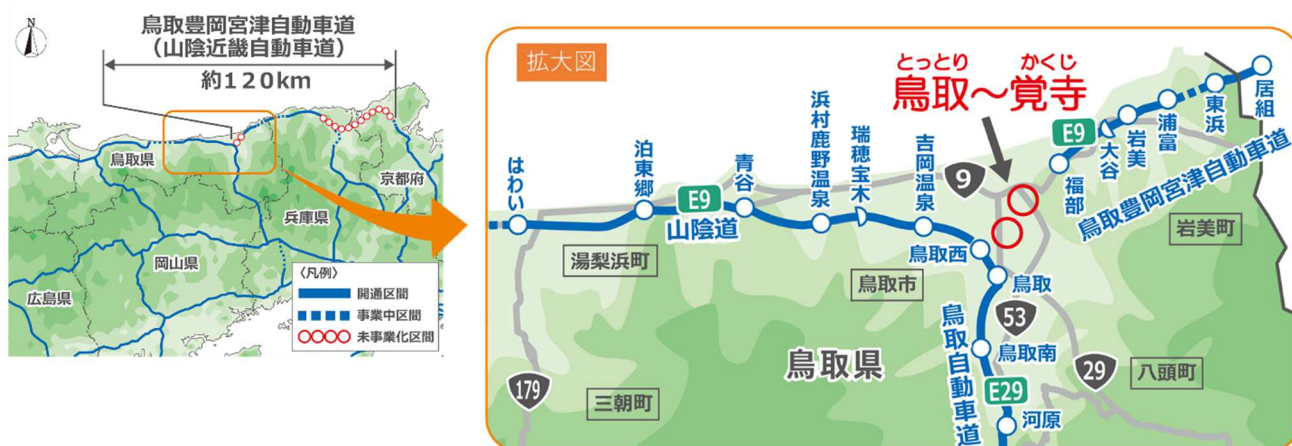 N
鳥取豊岡宮津自動車道
(山陰近畿自動車道)
約120km
鳥取県
京都府
兵庫県
岡山県
広島県
〈凡例〉
開通区間
事業中区間
未事業化区間
拡大図
とっとり かくじ
鳥取~覚寺
はわい
泊東郷
E9
山陰道
青谷
浜村鹿野温泉
瑞穂宝木
吉岡温泉
鳥取西
鳥取
鳥取南
河原
9
E9
福部
大谷
岩美
浦富
東浜
居組
鳥取豊岡宮津自動車道
岩美町
湯梨浜町
鳥取市
53
鳥取自動車道
鳥取県
29
八頭町
179
三朝町
E29